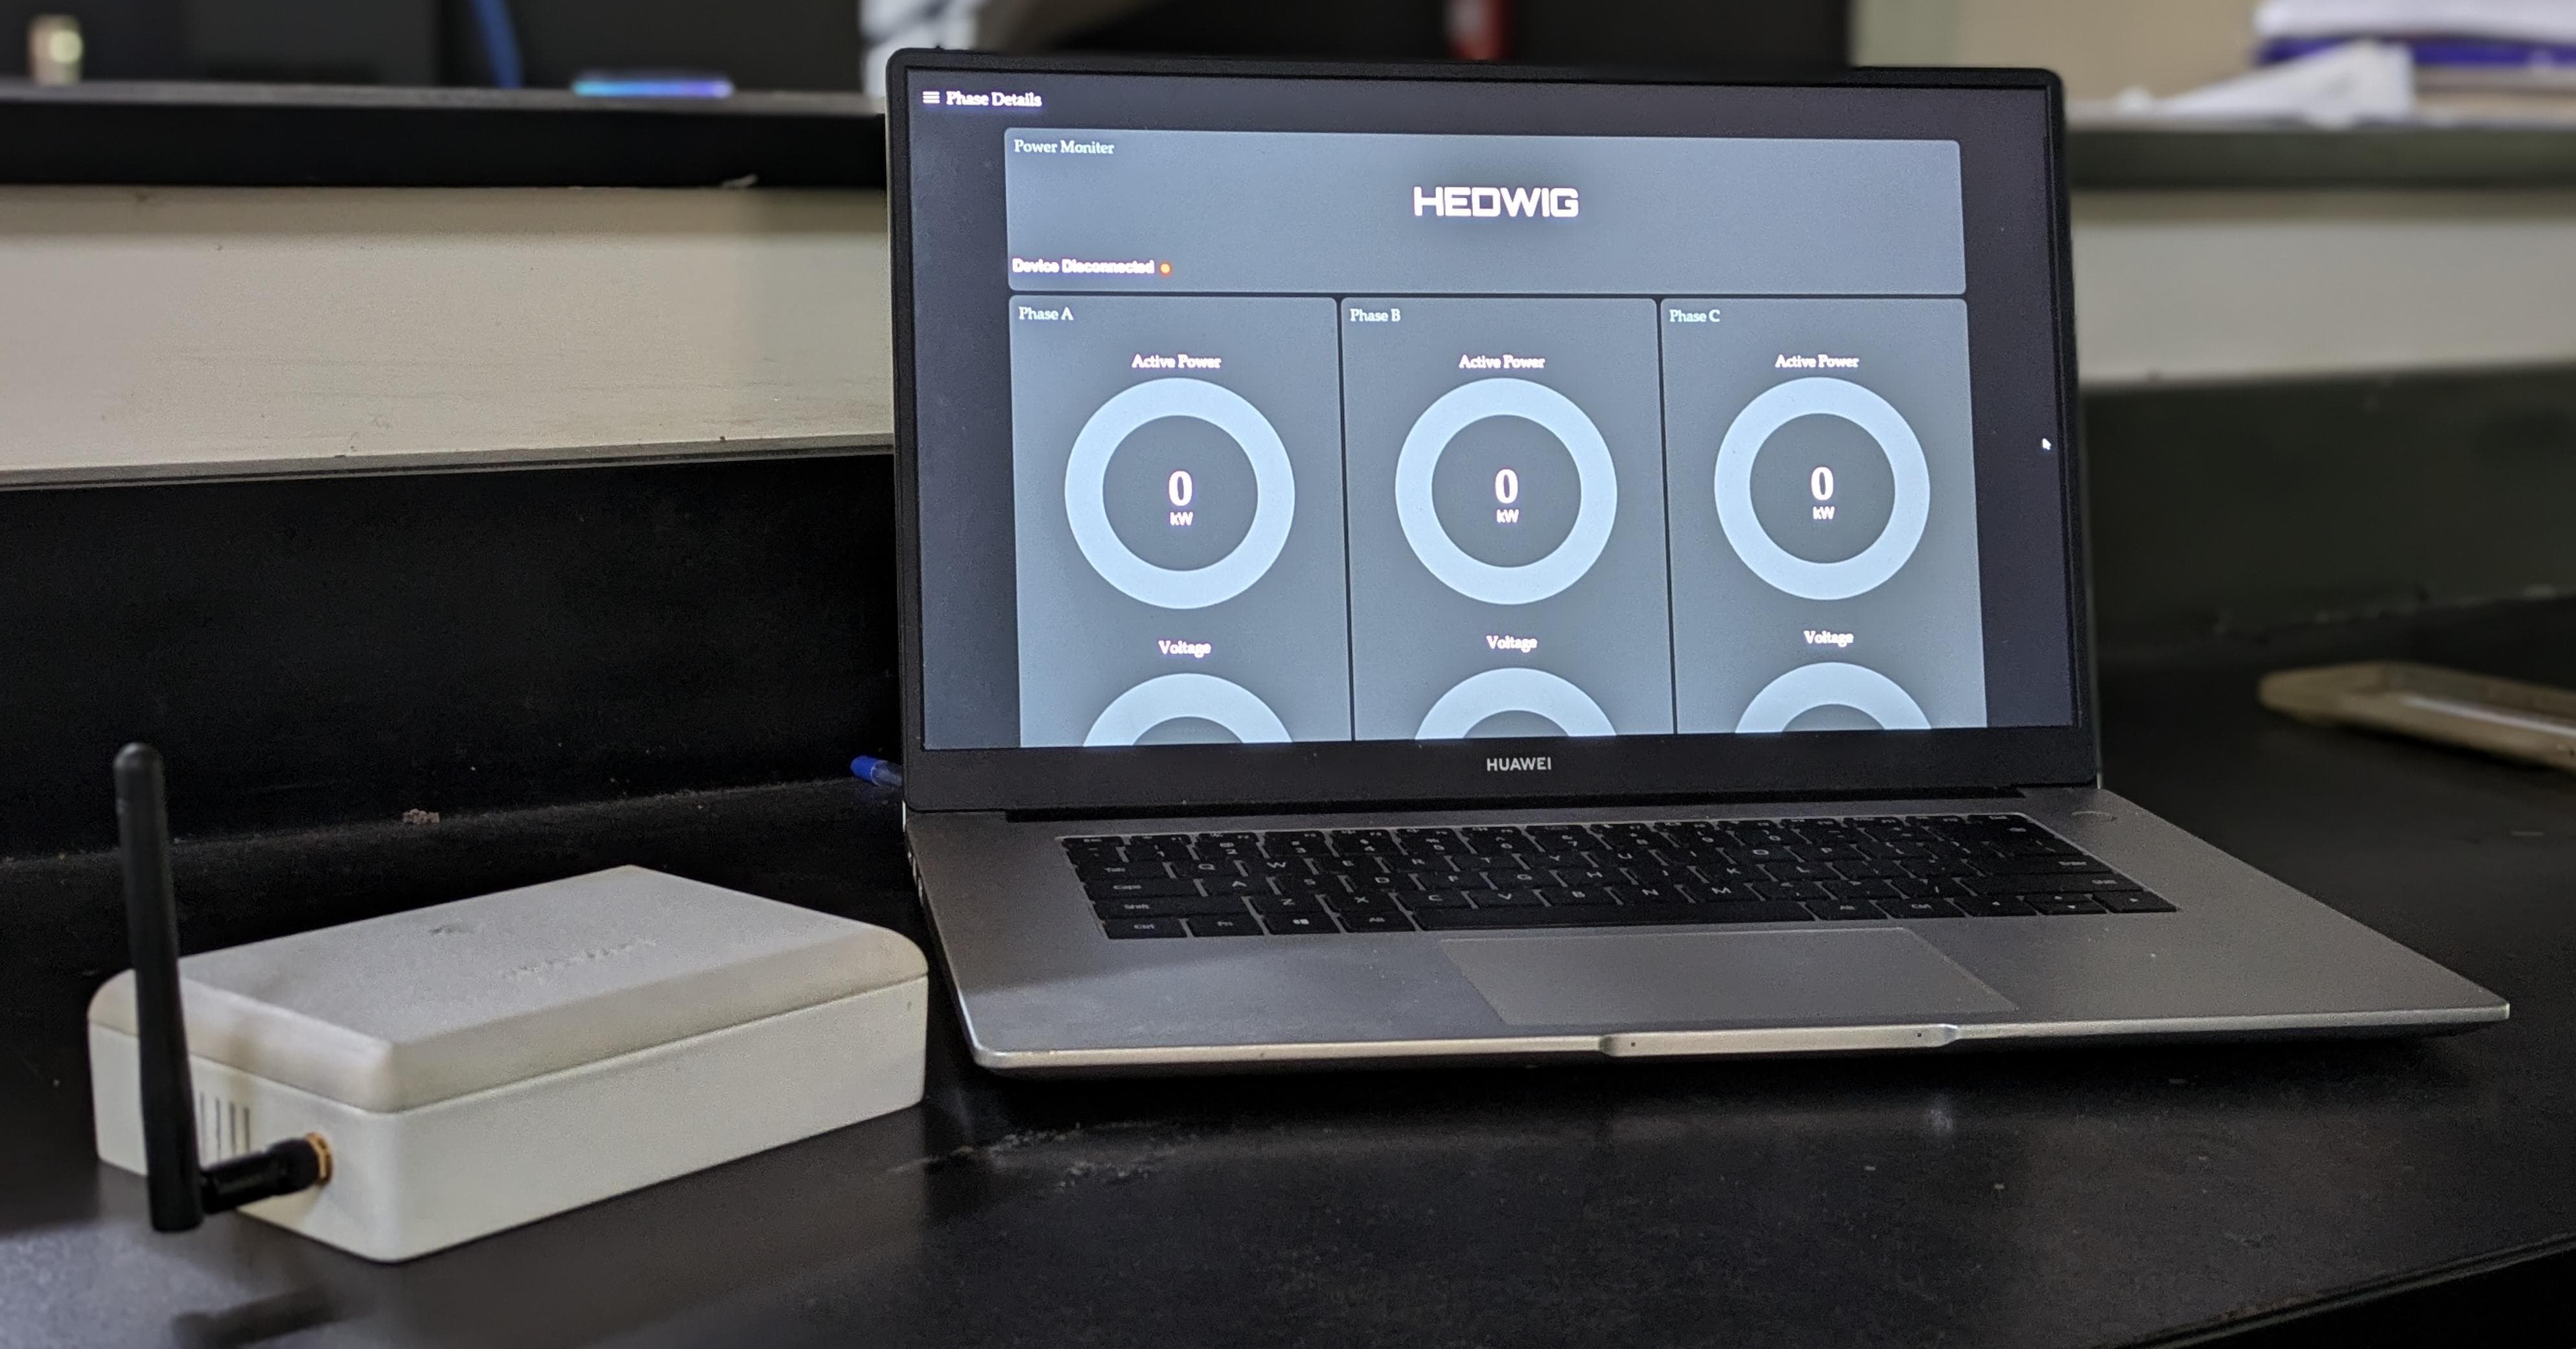 Phase Details
Power Moniter
HEDWIG
Device Disconnected
Phase A
Phase B
Phase C
Active Power
Active Power
Active Power
0
kW
0
kW
0
kW
Voltage
Voltage
Voltage
HUAWEI
Q W E R T Y U I O P
A S D F G H J K L
Z X C V B N M